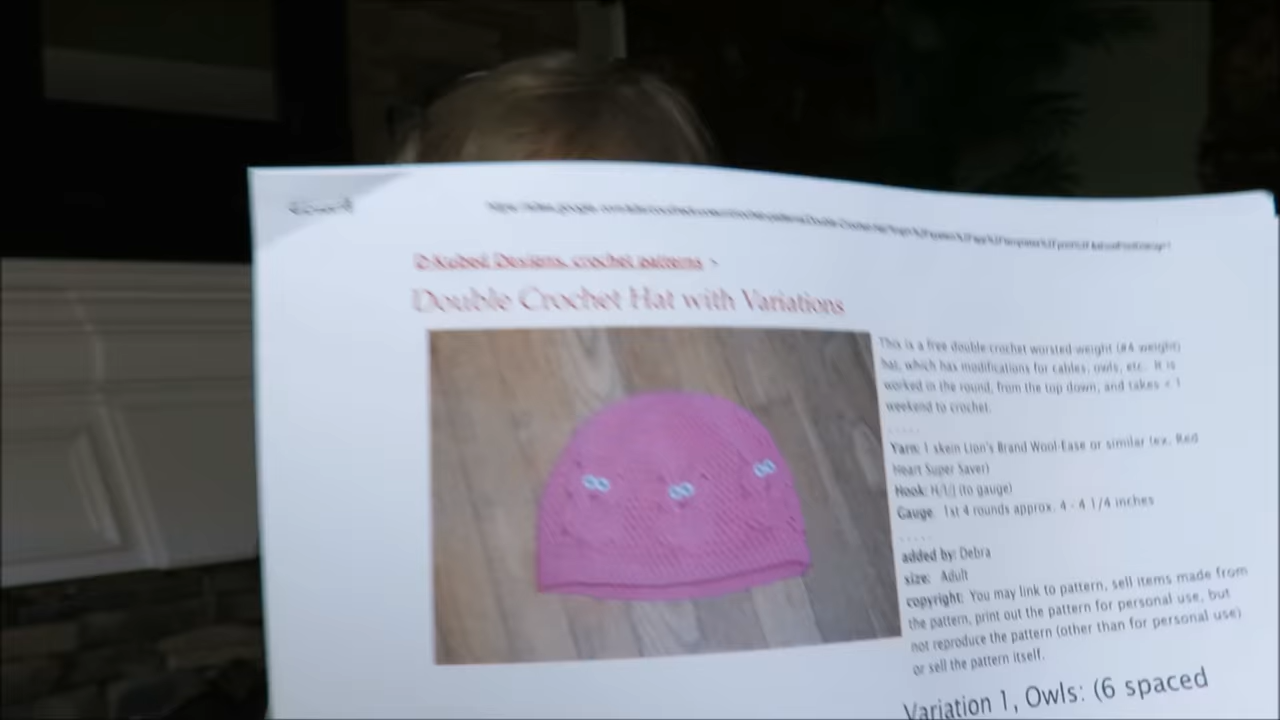 D-Kubed Designs, crochet patterns >
Double Crochet Hat with Variations
This is a free double-crochet worsted-weight (#4 weight)
hat, which has modifications for cables, owls, etc. It is
worked in the round, from the top down, and takes < 1
weekend to crochet.
.....
Yarn: 1 skein Lion's Brand Wool-Ease or similar (ex. Red
Heart Super Saver)
Hook: H/I/J (to gauge)
Gauge: 1st 4 rounds approx. 4 - 4 1/4 inches
.....
added by: Debra
size: Adult
copyright: You may link to pattern, sell items made from
the pattern, print out the pattern for personal use, but
not reproduce the pattern (other than for personal use)
or sell the pattern itself.
Variation 1, Owls: (6 spaced